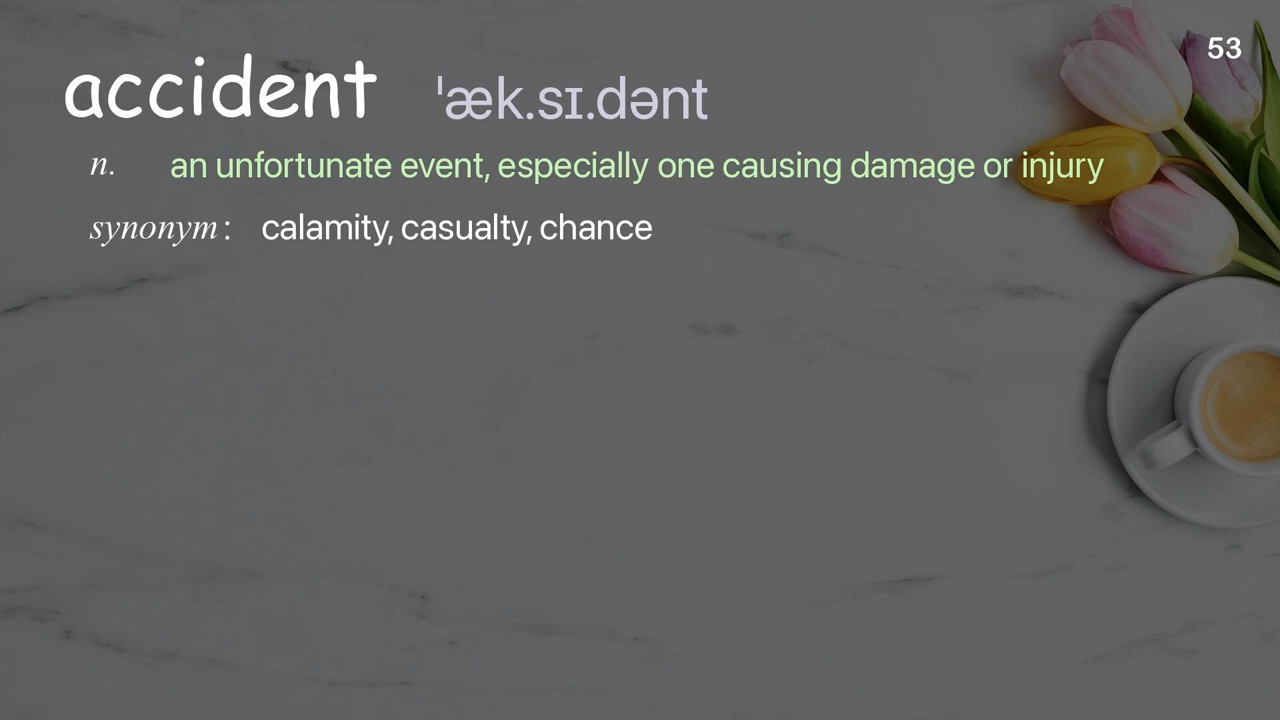 53
accident ˈæk.sɪ.dənt
n. an unfortunate event, especially one causing damage or injury
synonym: calamity, casualty, chance